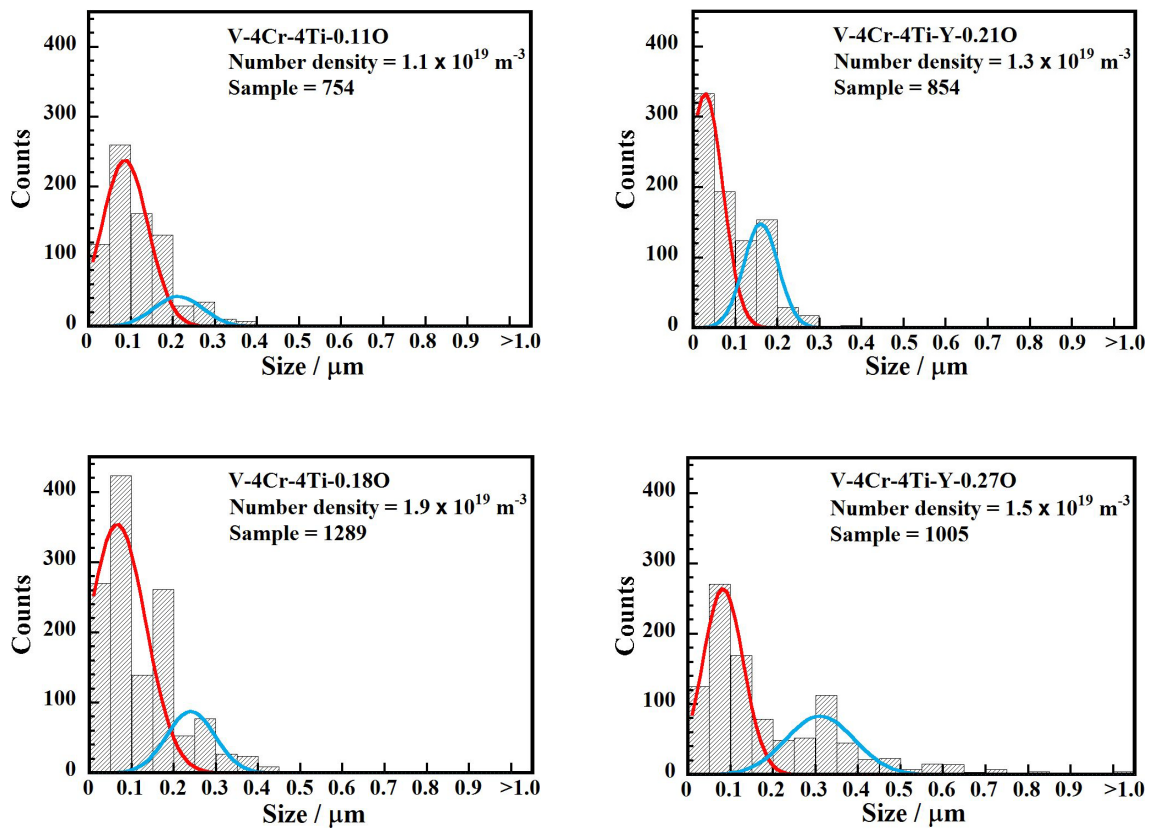 V-4Cr-4Ti-0.11O
Number density = 1.1 x 10¹⁹ m⁻³
Sample = 754
Counts
400
300
200
100
0
0 0.1 0.2 0.3 0.4 0.5 0.6 0.7 0.8 0.9 >1.0
Size / μm
V-4Cr-4Ti-Y-0.21O
Number density = 1.3 x 10¹⁹ m⁻³
Sample = 854
Counts
400
300
200
100
0
0 0.1 0.2 0.3 0.4 0.5 0.6 0.7 0.8 0.9 >1.0
Size / μm
V-4Cr-4Ti-0.18O
Number density = 1.9 x 10¹⁹ m⁻³
Sample = 1289
Counts
400
300
200
100
0
0 0.1 0.2 0.3 0.4 0.5 0.6 0.7 0.8 0.9 >1.0
Size / μm
V-4Cr-4Ti-Y-0.27O
Number density = 1.5 x 10¹⁹ m⁻³
Sample = 1005
Counts
400
300
200
100
0
0 0.1 0.2 0.3 0.4 0.5 0.6 0.7 0.8 0.9 >1.0
Size / μm